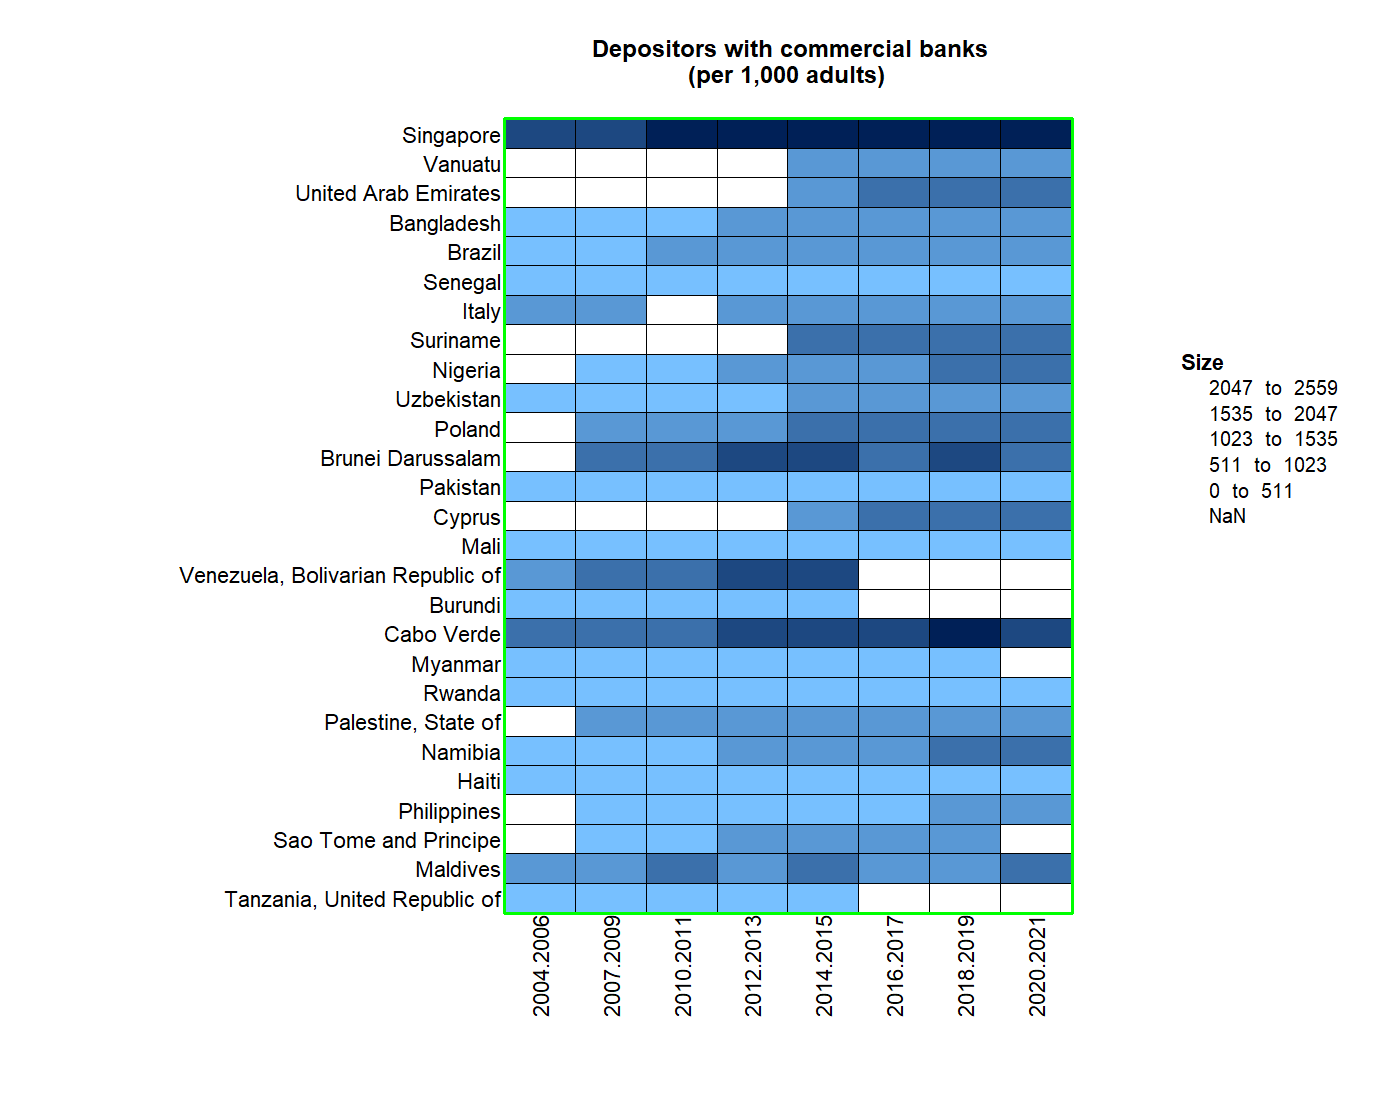 Depositors with commercial banks
(per 1,000 adults)
Singapore
Vanuatu
United Arab Emirates
Bangladesh
Brazil
Senegal
Italy
Suriname
Nigeria
Uzbekistan
Poland
Brunei Darussalam
Pakistan
Cyprus
Mali
Venezuela, Bolivarian Republic of
Burundi
Cabo Verde
Myanmar
Rwanda
Palestine, State of
Namibia
Haiti
Philippines
Sao Tome and Principe
Maldives
Tanzania, United Republic of
2004.2006
2007.2009
2010.2011
2012.2013
2014.2015
2016.2017
2018.2019
2020.2021
Size
2047 to 2559
1535 to 2047
1023 to 1535
511 to 1023
0 to 511
NaN